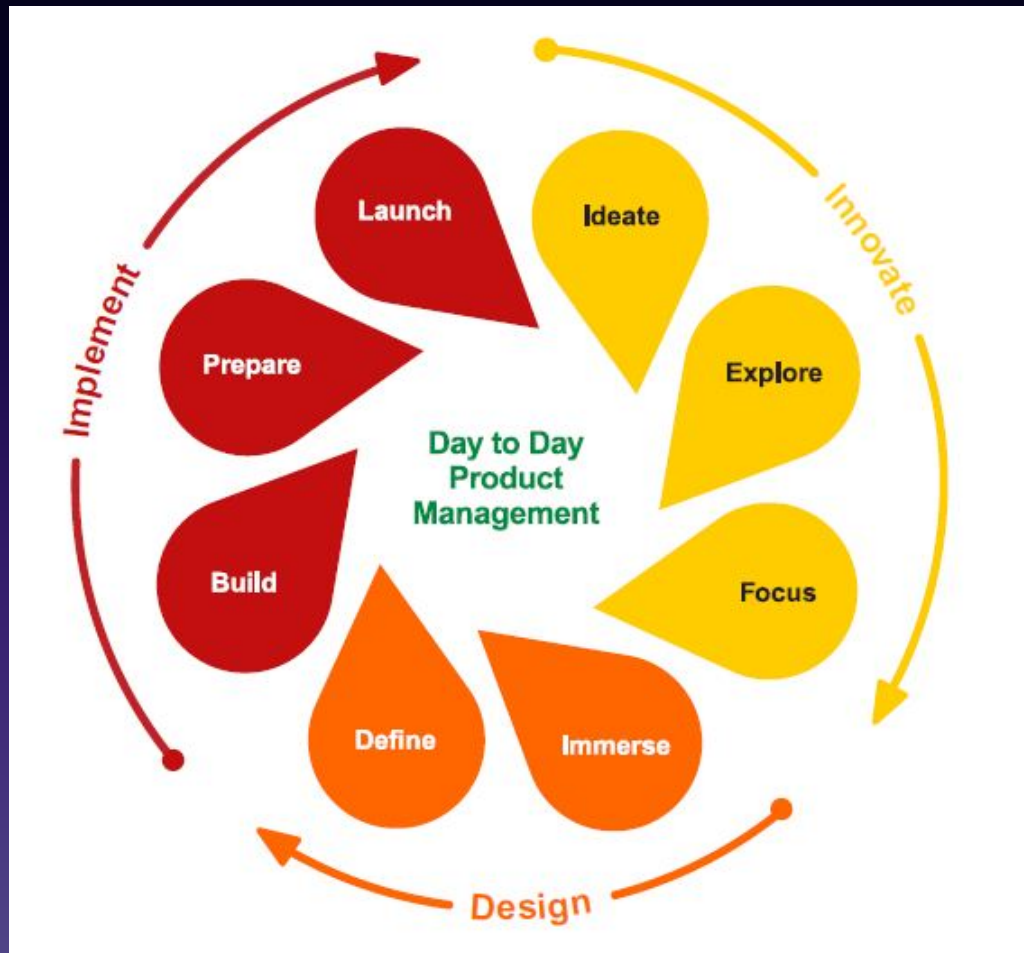 Innovate
Ideate
Explore
Focus
Design
Immerse
Define
Implement
Build
Prepare
Launch
Day to Day
Product
Management